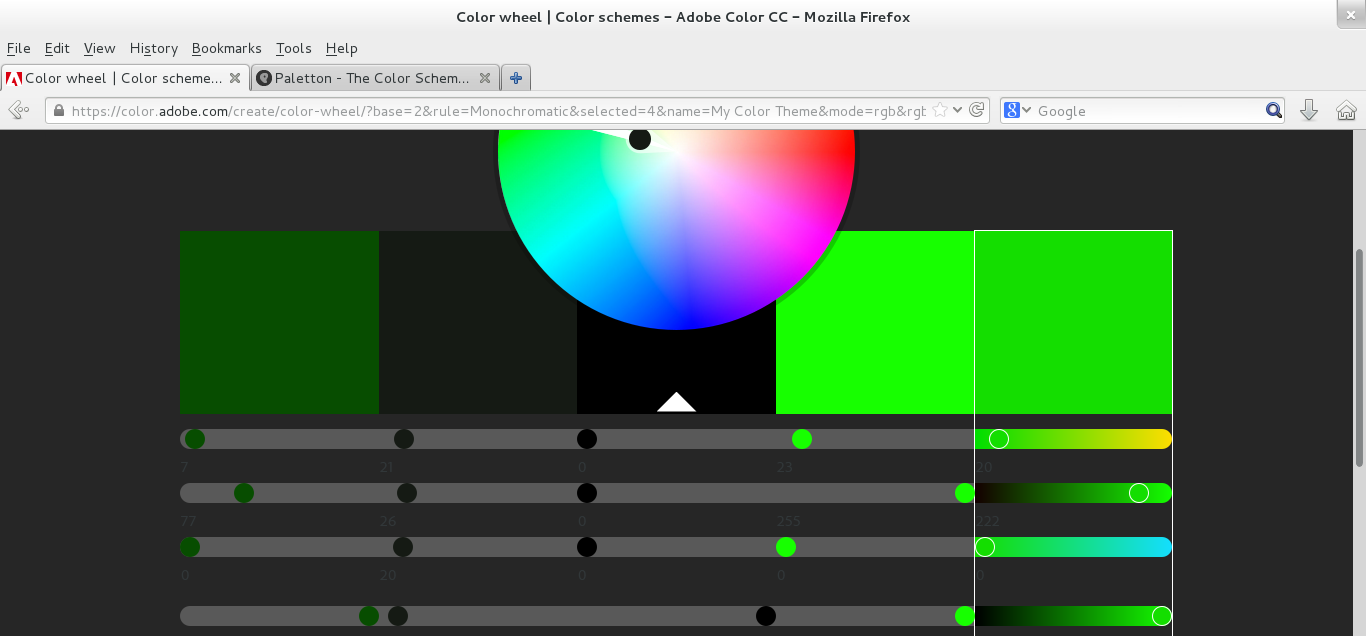 Color wheel | Color schemes - Adobe Color CC - Mozilla Firefox
File Edit View History Bookmarks Tools Help
Color wheel | Color scheme... Paletton - The Color Schem...
https://color.adobe.com/create/color-wheel/?base=2&rule=Monochromatic&selected=4&name=My Color Theme&mode=rgb&rgt Google
7 21 0 23 20
77 26 0 255 222
0 20 0 0 0